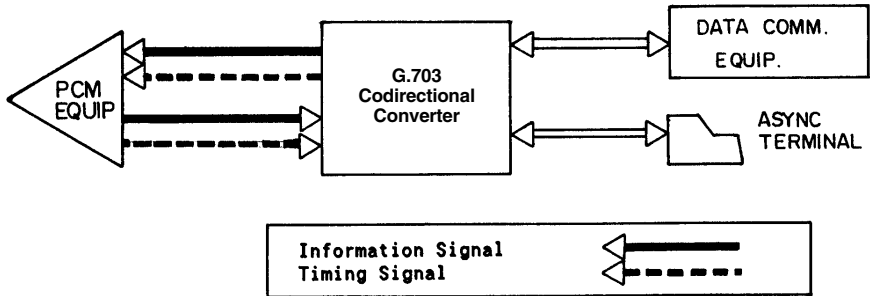 PCM
EQUIP
G.703
Codirectional
Converter
DATA COMM.
EQUIP.
ASYNC
TERMINAL
Information Signal
Timing Signal